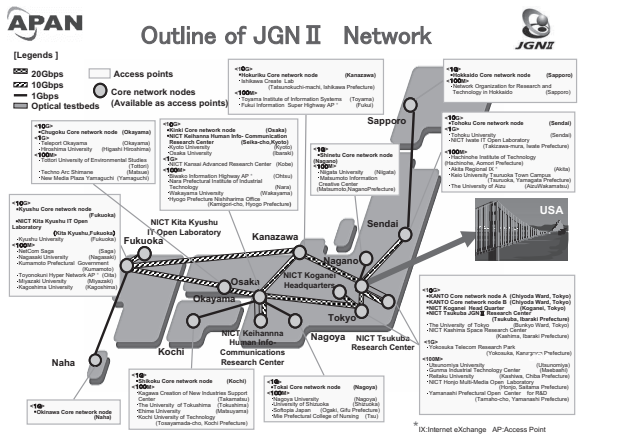 APAN
Outline of JGN Ⅱ Network
JGNⅡ
[Legends ]
20Gbps
10Gbps
1Gbps
Optical testbeds
Access points
Core network nodes
(Available as access points)
<10G>
・Chugoku Core network node (Okayama)
<1G>
・Teleport Okayama (Okayama)
・Hiroshima University (Higashi Hiroshima)
<100M>
・Tottori University of Environmental Studies
(Tottori)
・Techno Arc Shimane (Matsue)
・New Media Plaza Yamaguchi (Yamaguchi)
<10G>
・Kinki Core network node (Osaka)
・NICT Keihanna Human Info- Communication
Research Center (Seika-cho,Kyoto)
・Kyoto University (Kyoto)
・Osaka University (Ibaraki)
<1G>
・NICT Kansai Advanced Research Center (Kobe)
<100M>
・Biwako Information Highway AP * (Ohtsu)
・Nara Prefectural Institute of Industrial
Technology (Nara)
・Wakayama University (Wakayama)
・Hyogo Prefecture Nishiharima Office
(Kamigori-cho, Hyogo Prefecture)
<10G>
・Hokuriku Core network node (Kanazawa)
・Ishikawa Create Lab
(Tatsunokuchi-machi, Ishikawa Prefecture)
<100M>
・Toyama Institute of Information Systems (Toyama)
・Fukui Information Super Highway AP * (Fukui)
<1G>
・Hokkaido Core network node (Sapporo)
<100M>
・Network Organization for Research and
Technology in Hokkaido (Sapporo)
<1G>
・Shinetu Core network node
(Nagano)
<100M>
・Niigata University (Niigata)
・Matsumoto Information
Creative Center
(Matsumoto,NaganoPrefecture)
<10G>
・Tohoku Core network node (Sendai)
<1G>
・Tohoku University (Sendai)
・NICT Iwate IT Open Laboratory
(Takizawa-mura, Iwate Prefecture)
<100M>
・Hachinohe Institute of Technology
(Hachinohe, Aomori Prefecture)
・Akita Regional IX * (Akita)
・Keio University Tsuruoka Town Campus
(Tsuruoka, Yamagata Prefecture)
・The University of Aizu (AizuWakamatsu)
<10G>
・Kyushu Core network node
(Fukuoka)
・NICT Kita Kyushu IT Open
Laboratory
(Kita Kyushu,Fukuoka)
・Kyushu University (Fukuoka)
<100M>
・NetCom Saga (Saga)
・Nagasaki University (Nagasaki)
・Kumamoto Prefectural Government
(Kumamoto)
・Toyonokuni Hyper Network AP * (Oita)
・Miyazaki University (Miyazaki)
・Kagoshima University (Kagoshima)
Sapporo
Sendai
USA
NICT Kita Kyushu
IT Open Laboratory
Fukuoka
Kanazawa
Nagano
NICT Koganei
Headquarters
Osaka
Okayama
Tokyo
Kochi
NICT Keihannna
Human Info-
Communications
Research Center
Nagoya
NICT Tsukuba
Research Center
Naha
<10G>
・KANTO Core network node A (Chiyoda Ward, Tokyo)
・KANTO Core network node B (Chiyoda Ward, Tokyo)
・NICT Koganei Head Quarter (Koganei, Tokyo)
・NICT Tsukuba JGNⅡ Research Center
(Tsukuba, Ibaraki Prefecture)
・The University of Tokyo (Bunkyo Ward, Tokyo)
・NICT Kashima Space Research Center
(Kashima, Ibaraki Prefecture)
<1G>
・Yokosuka Telecom Research Park
(Yokosuka, Prefecture)
<100M>
・Utsunomiya University (Utsunomiya)
・Gunma Industrial Technology Center (Maebashi)
・Reitaku University (Kashiwa, Chiba Prefecture)
・NICT Honjo Multi-Media Open Laboratory
(Honjo, Saitama Prefecture)
・Yamanashi Prefectural Open Center for R&D
(Tamaho-cho, Yamanashi Prefecture)
<1G>
・Okinawa Core network node
(Naha)
<1G>
・Shikoku Core network node (Kochi)
<100M>
・Kagawa Creation of New Industries Support
Center (Takamatsu)
・The University of Tokushima (Tokushima)
・Ehime University (Matsuyama)
・Kochi University of Technology
(Tosayamada-cho, Kochi Prefecture)
<1G>
・Tokai Core network node (Nagoya)
<100M>
・Nagoya University (Nagoya)
・University of Shizuoka (Shizuoka)
・Softopia Japan (Ogaki, Gifu Prefecture)
・Mie Prefectural College of Nursing (Tsu)
* IX:Internet eXchange AP:Access Point